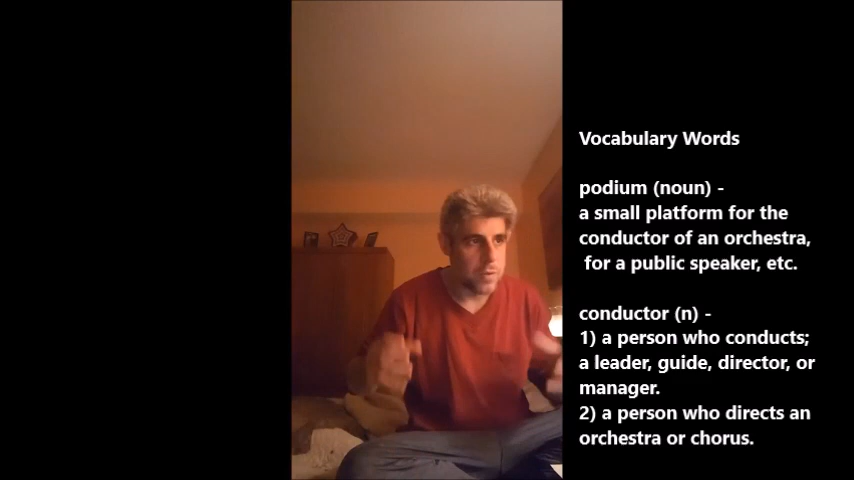 Vocabulary Words
podium (noun) -
a small platform for the
conductor of an orchestra,
for a public speaker, etc.
conductor (n) -
1) a person who conducts;
a leader, guide, director, or
manager.
2) a person who directs an
orchestra or chorus.